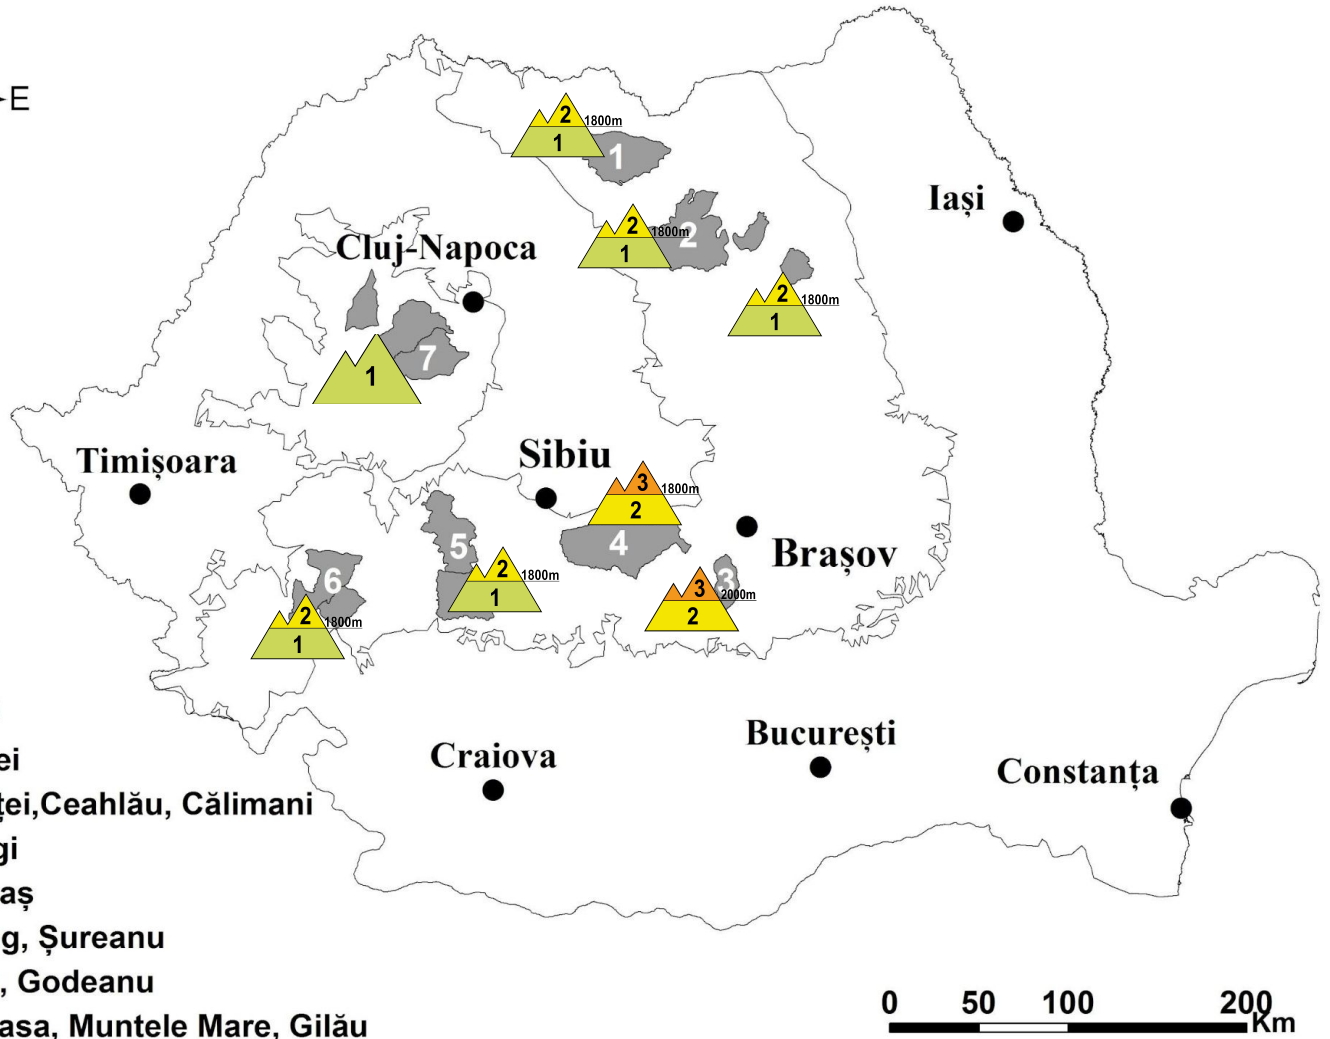 E
2
1800m
1
1
Iași
2
1800m
1
2
Cluj-Napoca
2
1800m
1
7
1
Timișoara
Sibiu
3
1800m
2
4
Brașov
5
2
1800m
1
3
3
2000m
2
6
2
1800m
1
București
Craiova
Constanța
ei
ței,Ceahlău, Călimani
gi
aș
g, Șureanu
, Godeanu
asa, Muntele Mare, Gilău
0 50 100 200
Km